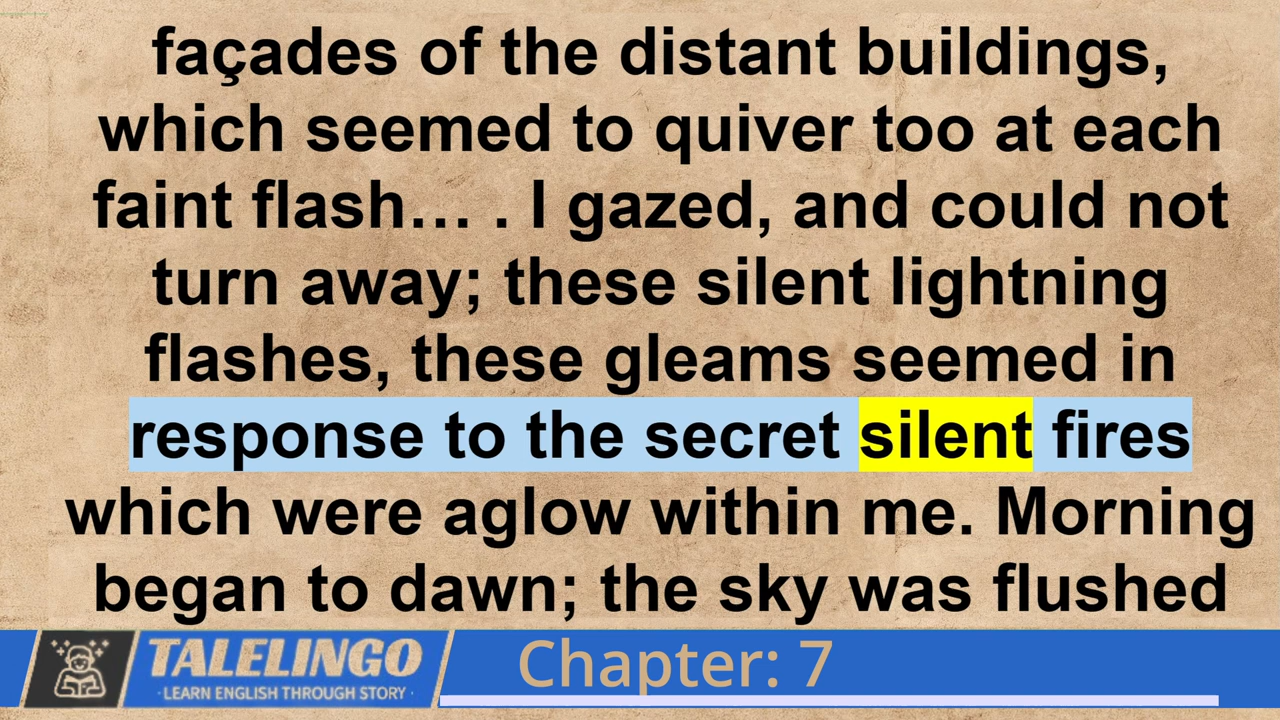 façades of the distant buildings,
which seemed to quiver too at each
faint flash… . I gazed, and could not
turn away; these silent lightning
flashes, these gleams seemed in
response to the secret silent fires
which were aglow within me. Morning
began to dawn; the sky was flushed
TALELINGO
· LEARN ENGLISH THROUGH STORY ·
Chapter: 7